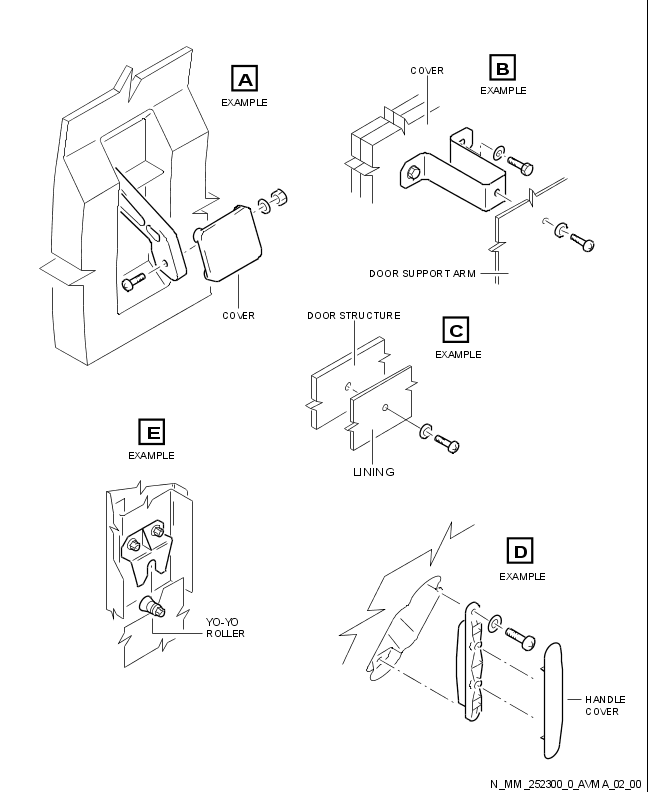 A
EXAMPLE
COVER
B
EXAMPLE
COVER
DOOR SUPPORT ARM
DOOR STRUCTURE
C
EXAMPLE
LINING
E
EXAMPLE
YO-YO
ROLLER
D
EXAMPLE
HANDLE
COVER
N_MM_252300_0_AVMA_02_00